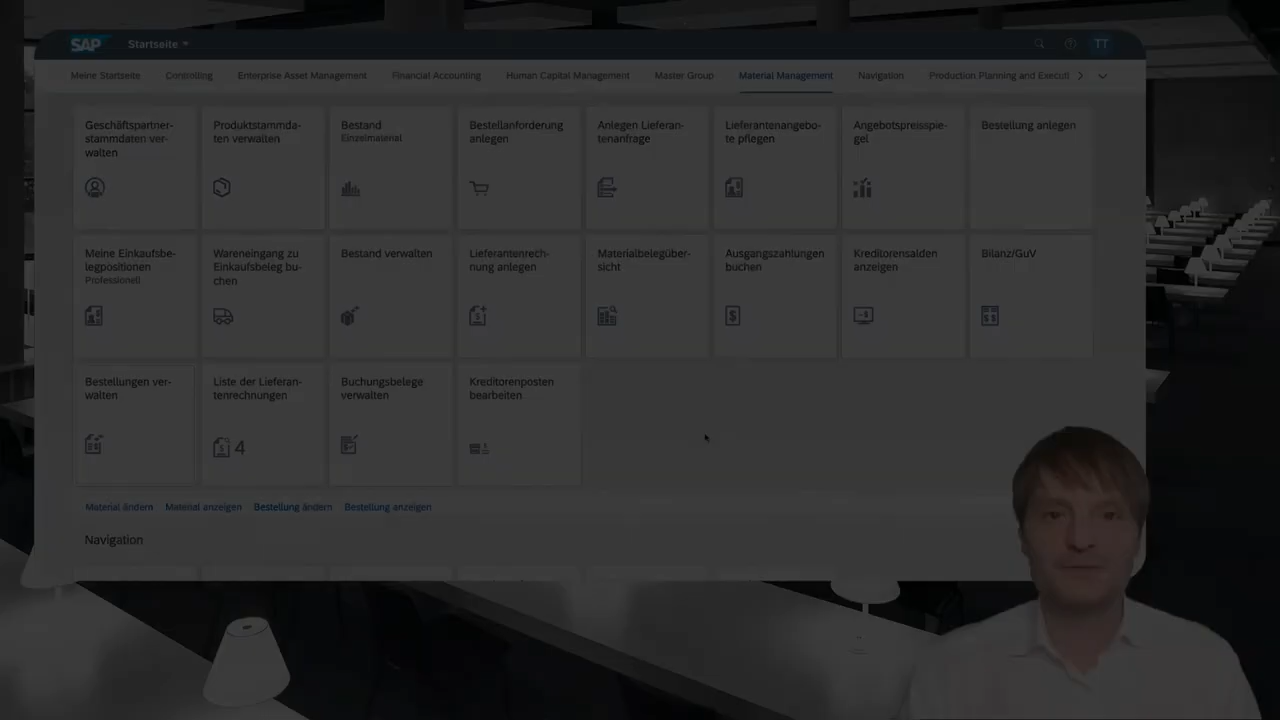 SAP Startseite
TT
Meine Startseite Controlling Enterprise Asset Management Financial Accounting Human Capital Management Master Group Material Management Navigation Production Planning and Executi
Geschäftspartner-
stammdaten ver-
walten
Produktstammda-
ten verwalten
Bestand
Einzelmaterial
Bestellanforderung
anlegen
Anlegen Lieferan-
tenanfrage
Lieferantenangebo-
te pflegen
Angebotspreisspie-
gel
Bestellung anlegen
Meine Einkaufsbe-
legpositionen
Professionell
Wareneingang zu
Einkaufsbeleg bu-
chen
Bestand verwalten
Lieferantenrech-
nung anlegen
Materialbelegüber-
sicht
Ausgangszahlungen
buchen
Kreditorensalden
anzeigen
Bilanz/GuV
Bestellungen ver-
walten
Liste der Lieferan-
tenrechnungen
4
Buchungsbelege
verwalten
Kreditorenposten
bearbeiten
Material ändern Material anzeigen Bestellung ändern Bestellung anzeigen
Navigation